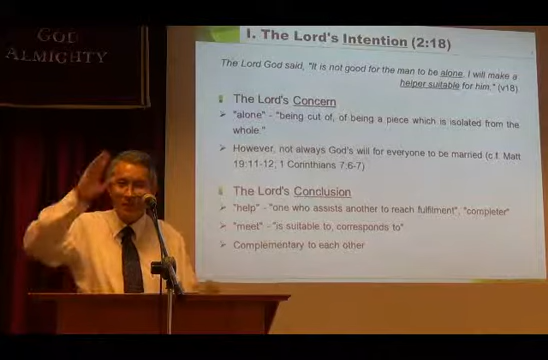 GOD
ALMIGHTY
I. The Lord's Intention (2:18)
The Lord God said, "It is not good for the man to be alone. I will make a
helper suitable for him." (v18)
The Lord's Concern
"alone" - "being cut of, of being a piece which is isolated from the
whole."
However, not always God's will for everyone to be married (c.f. Matt
19:11-12; 1 Corinthians 7:6-7)
The Lord's Conclusion
"help" - "one who assists another to reach fulfilment", "completer"
"meet" - "is suitable to, corresponds to"
Complementary to each other